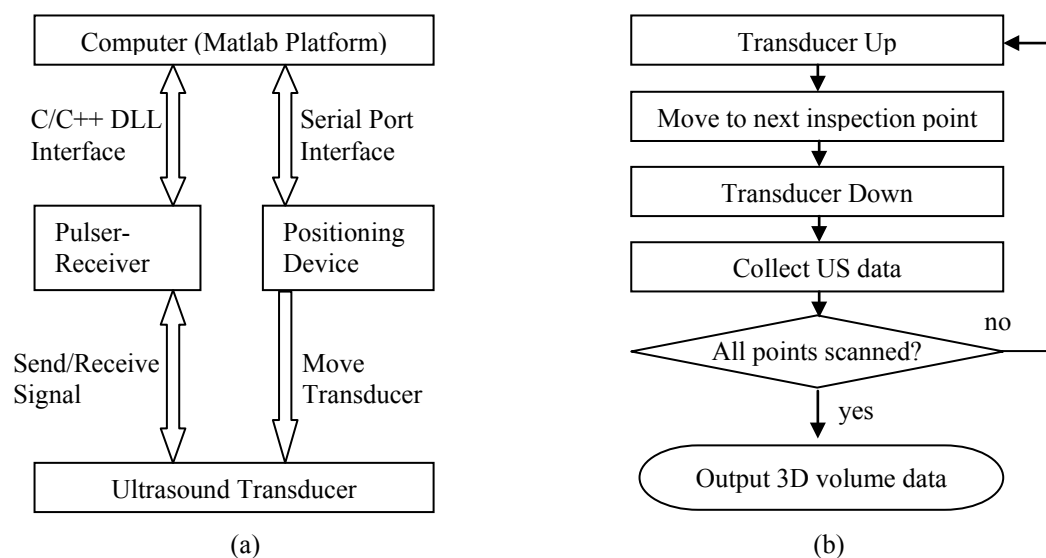 Computer (Matlab Platform)
C/C++ DLL
Interface
Serial Port
Interface
Pulser-
Receiver
Positioning
Device
Send/Receive
Signal
Move
Transducer
Ultrasound Transducer
(a)
Transducer Up
Move to next inspection point
Transducer Down
Collect US data
All points scanned?
no
yes
Output 3D volume data
(b)